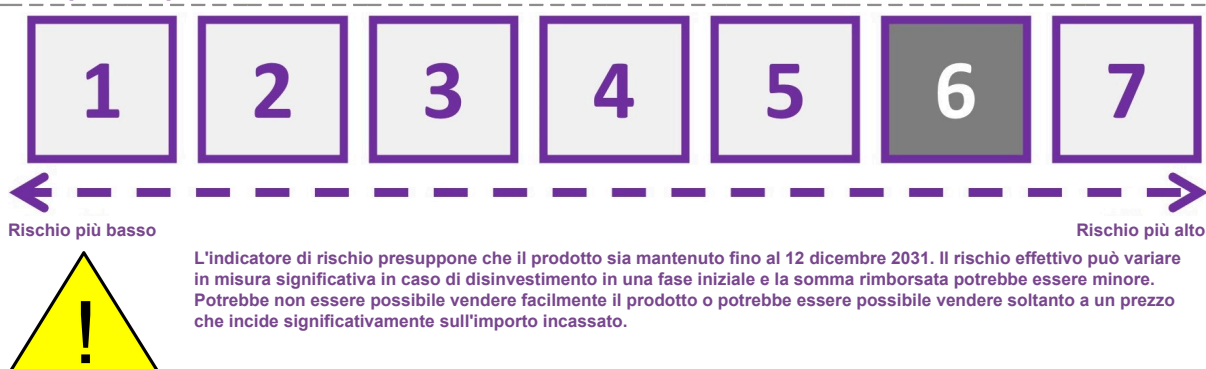 1 2 3 4 5 6 7
Rischio più basso Rischio più alto
L'indicatore di rischio presuppone che il prodotto sia mantenuto fino al 12 dicembre 2031. Il rischio effettivo può variare
in misura significativa in caso di disinvestimento in una fase iniziale e la somma rimborsata potrebbe essere minore.
Potrebbe non essere possibile vendere facilmente il prodotto o potrebbe essere possibile vendere soltanto a un prezzo
che incide significativamente sull'importo incassato.
!